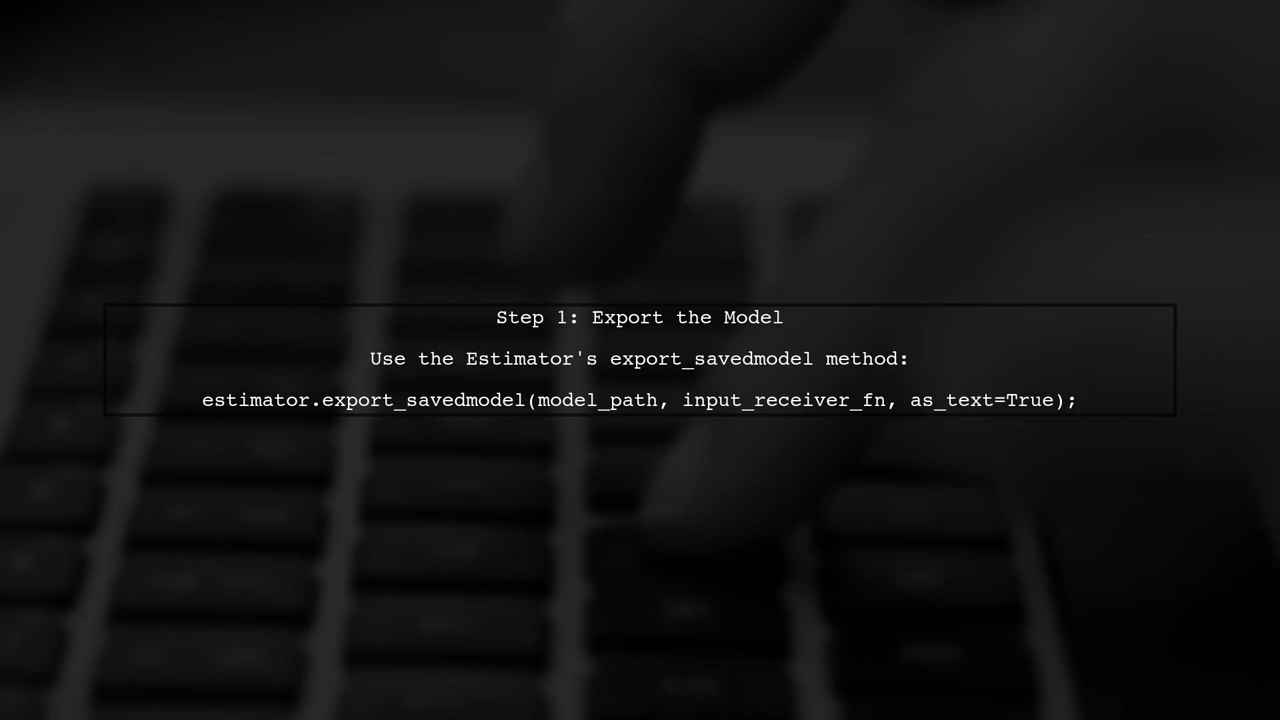 Step 1: Export the Model
Use the Estimator's export_savedmodel method:
estimator.export_savedmodel(model_path, input_receiver_fn, as_text=True);